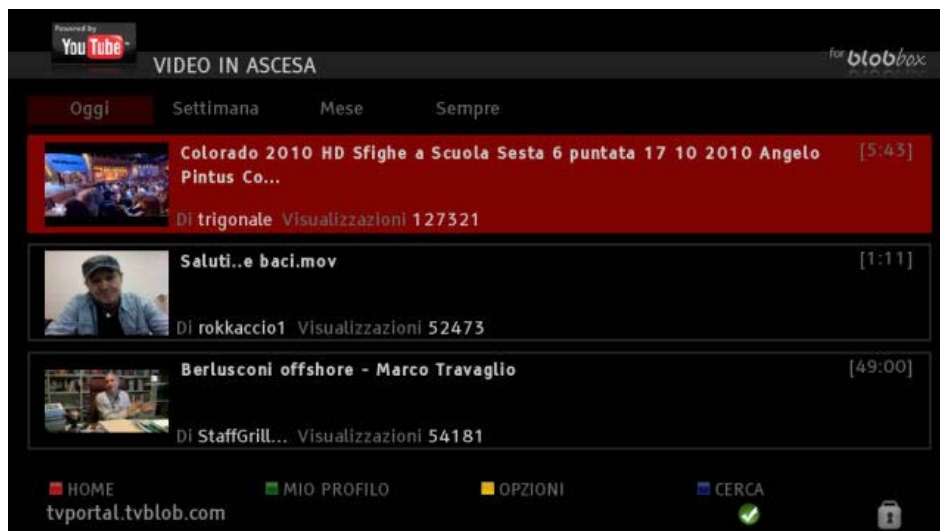 Powered by
YouTube
VIDEO IN ASCESA
for blobbox
Oggi Settimana Mese Sempre
Colorado 2010 HD Sfighe a Scuola Sesta 6 puntata 17 10 2010 Angelo [5:43]
Pintus Co...
Di trigonale Visualizzazioni 127321
Saluti..e baci.mov [1:11]
Di rokkaccio1 Visualizzazioni 52473
Berlusconi offshore - Marco Travaglio [49:00]
Di StaffGrill... Visualizzazioni 54181
HOME MIO PROFILO OPZIONI CERCA
tvportal.tvblob.com